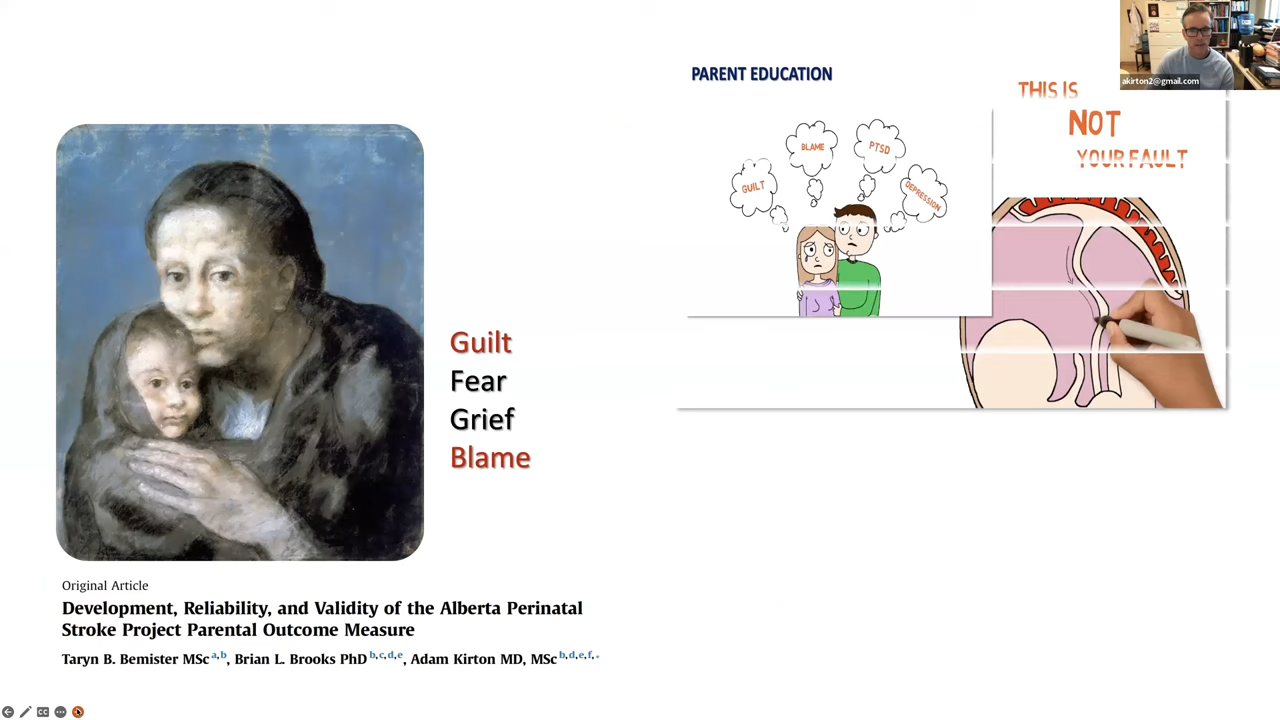 akirton2@gmail.com
PARENT EDUCATION
GUILT
BLAME
PTSD
DEPRESSION
THIS IS
NOT
YOUR FAULT
Guilt
Fear
Grief
Blame
Original Article
Development, Reliability, and Validity of the Alberta Perinatal
Stroke Project Parental Outcome Measure
Taryn B. Bemister MSc a,b, Brian L. Brooks PhD b,c,d,e, Adam Kirton MD, MSc b,d,e,f,*
CC